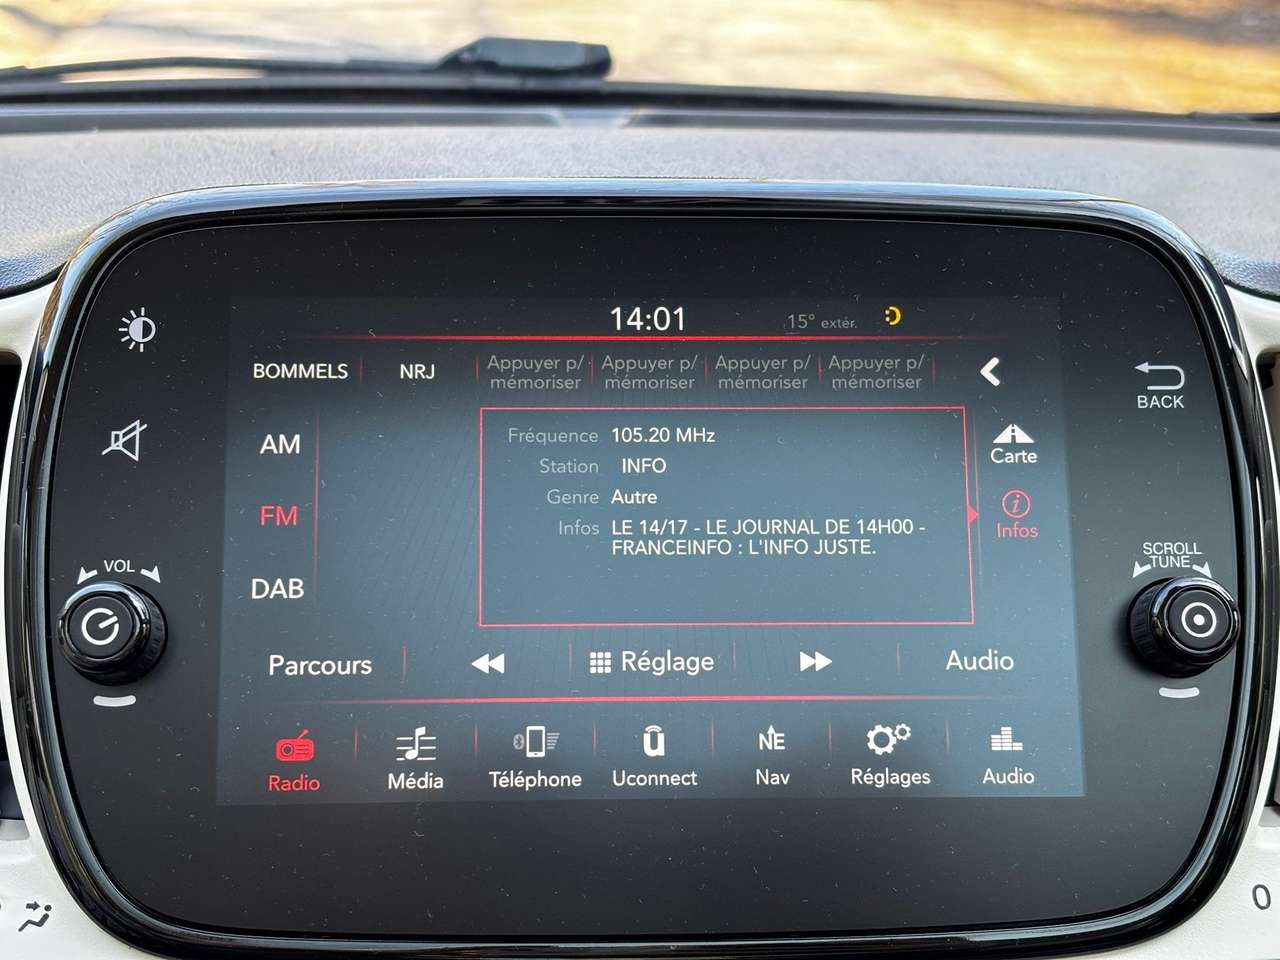 14:01
15° extér.
BOMMELS
NRJ
Appuyer p/
mémoriser
Appuyer p/
mémoriser
Appuyer p/
mémoriser
Appuyer p/
mémoriser
BACK
AM
FM
DAB
Fréquence 105.20 MHz
Station INFO
Genre Autre
Infos LE 14/17 - LE JOURNAL DE 14H00 -
FRANCEINFO : L'INFO JUSTE.
Carte
Infos
VOL
SCROLL
TUNE
Parcours
Réglage
Audio
Radio
Média
Téléphone
Uconnect
NE
Nav
Réglages
Audio
0